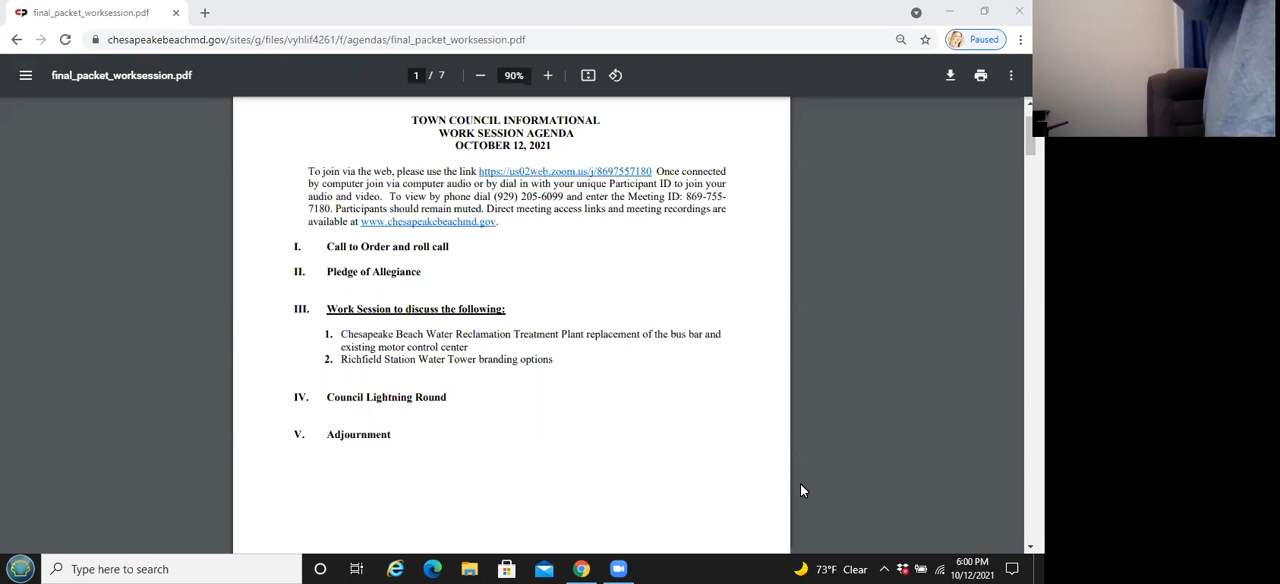 final_packet_worksession.pdf
chesapeakebeachmd.gov/sites/g/files/vyhlif4261/f/agendas/final_packet_worksession.pdf
Paused
final_packet_worksession.pdf
1 / 7
90%
TOWN COUNCIL INFORMATIONAL
WORK SESSION AGENDA
OCTOBER 12, 2021
To join via the web, please use the link https://us02web.zoom.us/j/8697557180 Once connected
by computer join via computer audio or by dial in with your unique Participant ID to join your
audio and video. To view by phone dial (929) 205-6099 and enter the Meeting ID: 869-755-
7180. Participants should remain muted. Direct meeting access links and meeting recordings are
available at www.chesapeakebeachmd.gov.
I. Call to Order and roll call
II. Pledge of Allegiance
III. Work Session to discuss the following:
1. Chesapeake Beach Water Reclamation Treatment Plant replacement of the bus bar and
existing motor control center
2. Richfield Station Water Tower branding options
IV. Council Lightning Round
V. Adjournment
Type here to search
73°F Clear
6:00 PM
10/12/2021